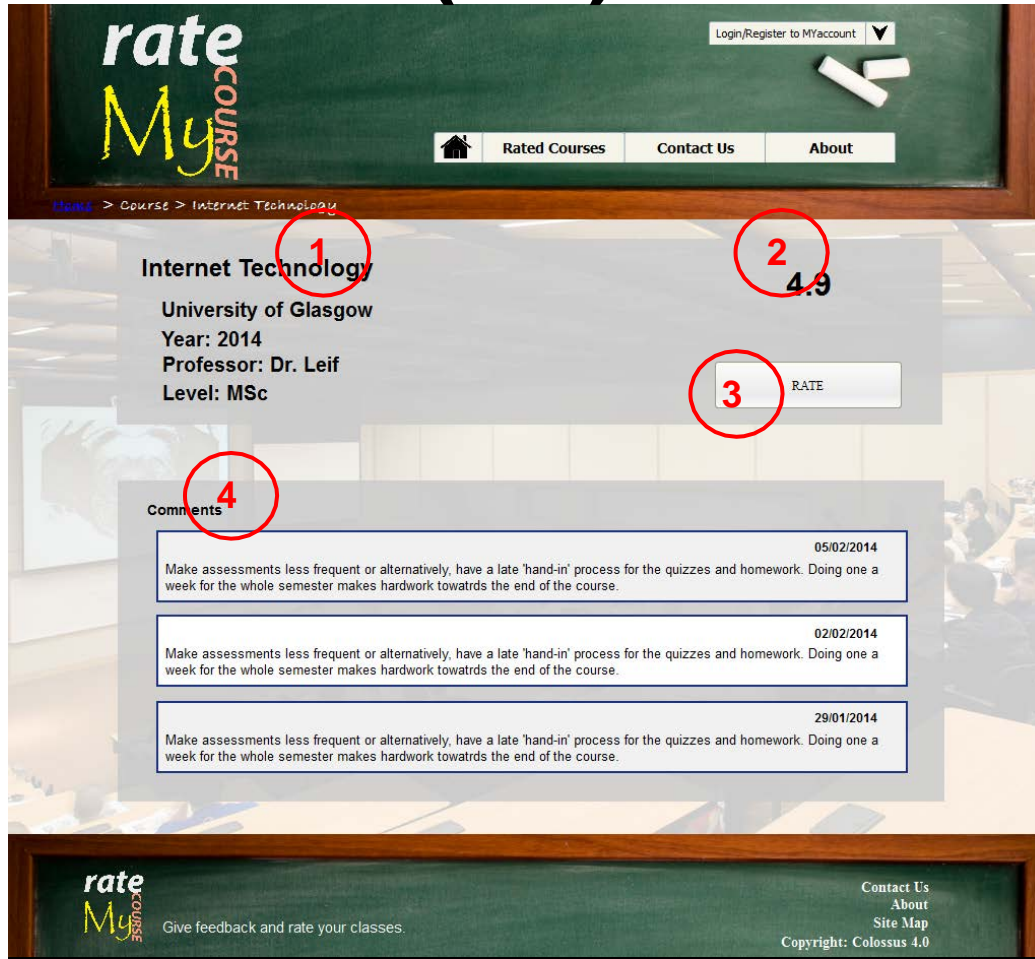 rate
My COURSE
Login/Register to MYaccount
Rated Courses Contact Us About
Home > Course > Internet Technology
1
2
Internet Technology
4.9
University of Glasgow
Year: 2014
Professor: Dr. Leif
Level: MSc
3
RATE
4
Comments
05/02/2014
Make assessments less frequent or alternatively, have a late 'hand-in' process for the quizzes and homework. Doing one a
week for the whole semester makes hardwork towatrds the end of the course.
02/02/2014
Make assessments less frequent or alternatively, have a late 'hand-in' process for the quizzes and homework. Doing one a
week for the whole semester makes hardwork towatrds the end of the course.
29/01/2014
Make assessments less frequent or alternatively, have a late 'hand-in' process for the quizzes and homework. Doing one a
week for the whole semester makes hardwork towatrds the end of the course.
rate
My COURSE
Give feedback and rate your classes.
Contact Us
About
Site Map
Copyright: Colossus 4.0